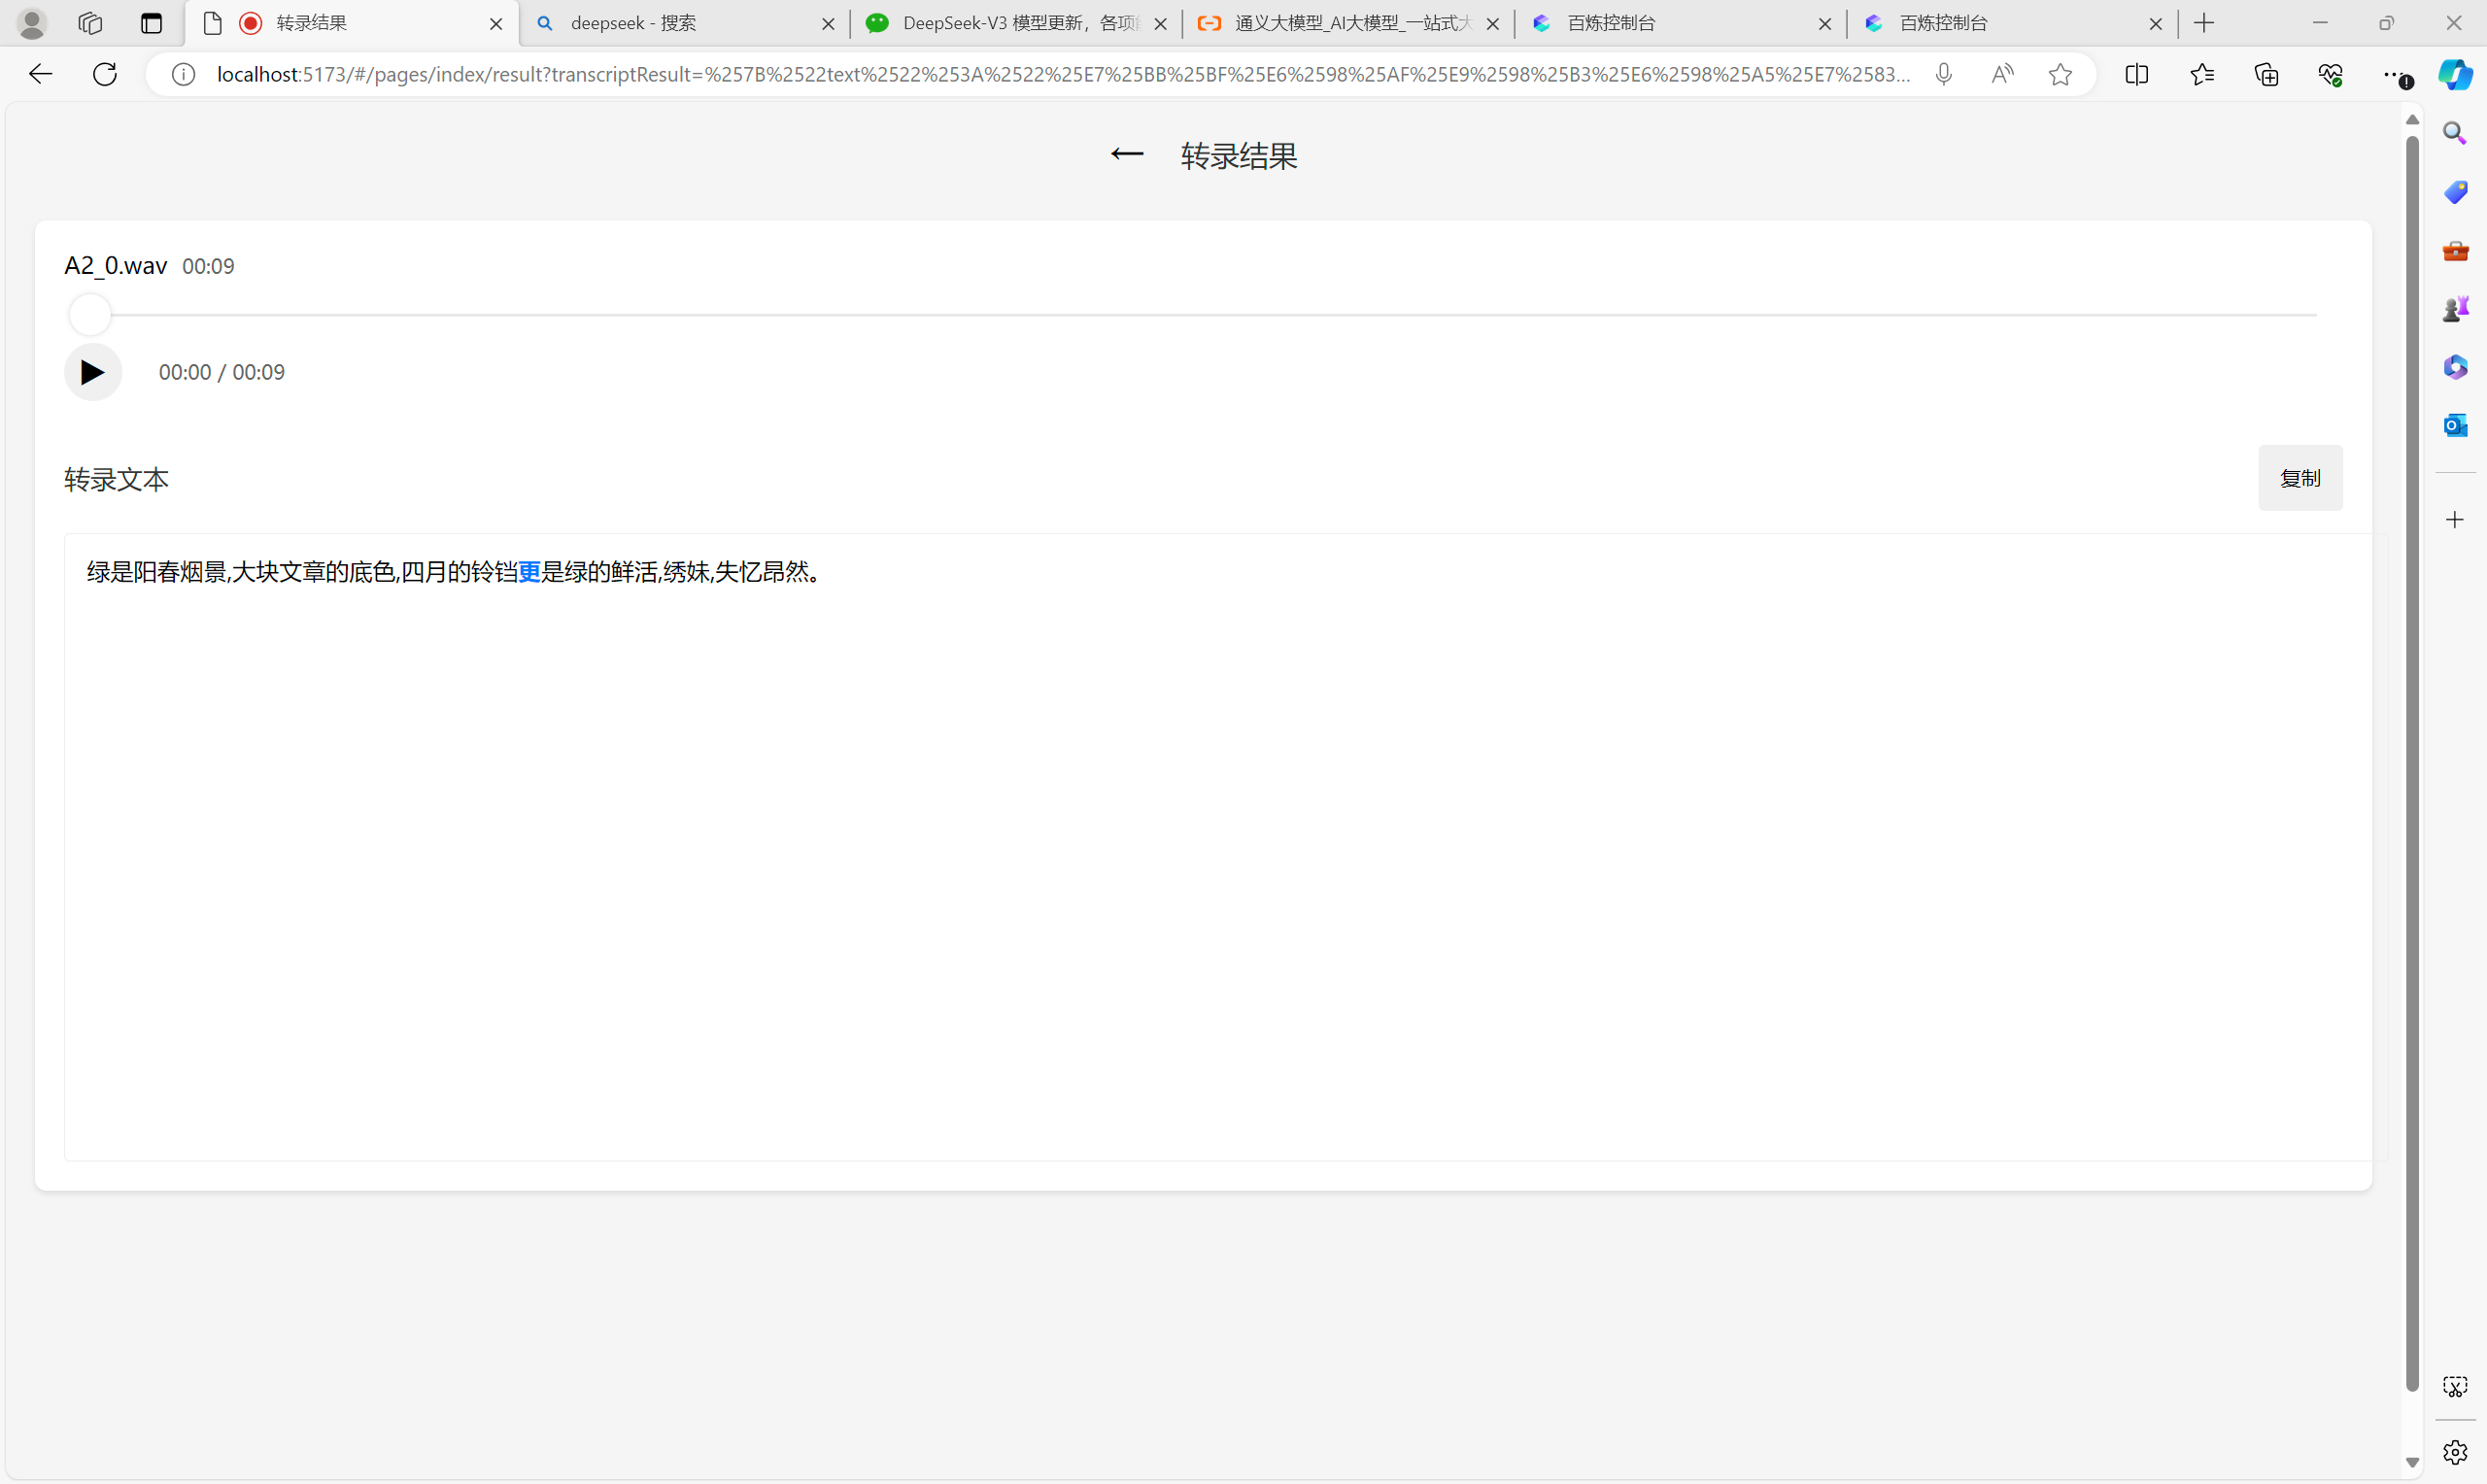 转录结果
deepseek - 搜索
DeepSeek-V3 模型更新，各项
通义大模型_AI大模型_一站式大
百炼控制台
百炼控制台
localhost:5173/#/pages/index/result?transcriptResult=%257B%2522text%2522%253A%2522%25E7%25BB%25BF%25E6%2598%25AF%25E9%2598%25B3%25E6%2598%25A5%25E7%2583...
转录结果
A2_0.wav 00:09
00:00 / 00:09
转录文本
复制
绿是阳春烟景,大块文章的底色,四月的铃铛更是绿的鲜活,绣妹,失忆昂然。